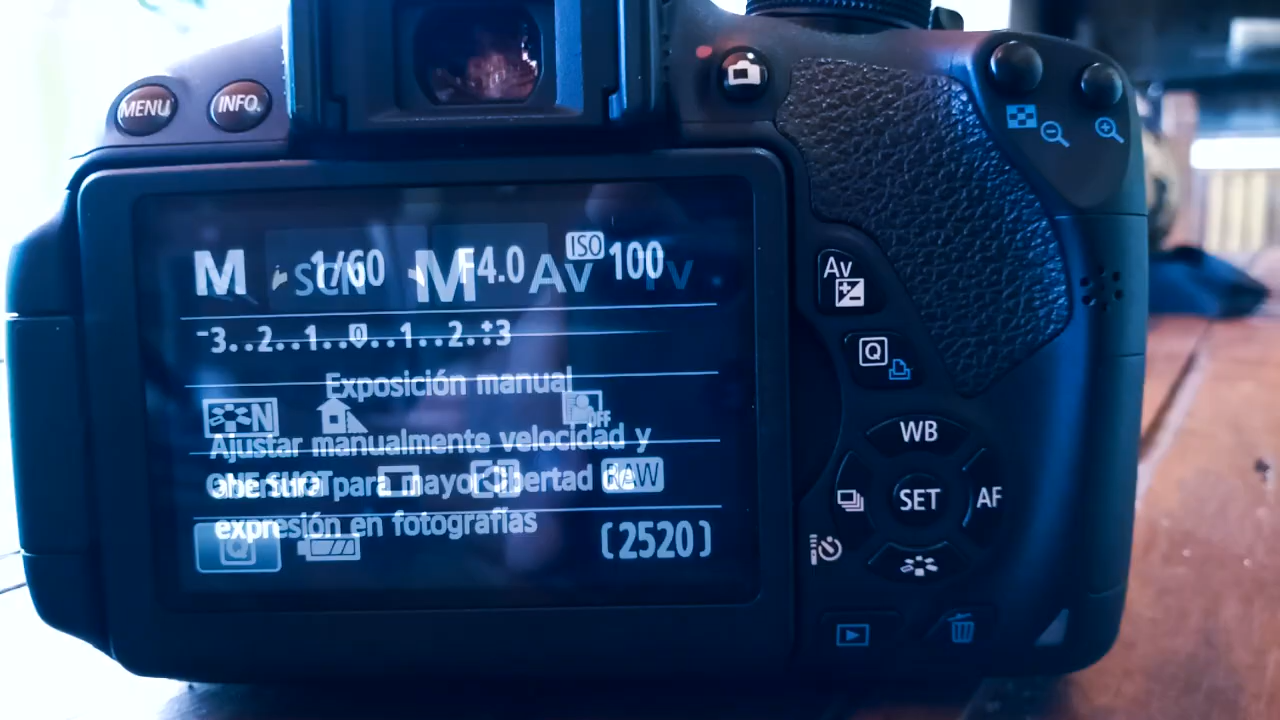 MENU INFO.
M 1/60 F4.0 ISO 100
SCN M Av Tv
-3..2..1..0..1..2..+3
Exposición manual
N OFF
Ajustar manualmente velocidad y
ONE SHOT RAW
abertura para mayor libertad
expresión en fotografías
Q [2520]
Av
Q
WB
SET AF